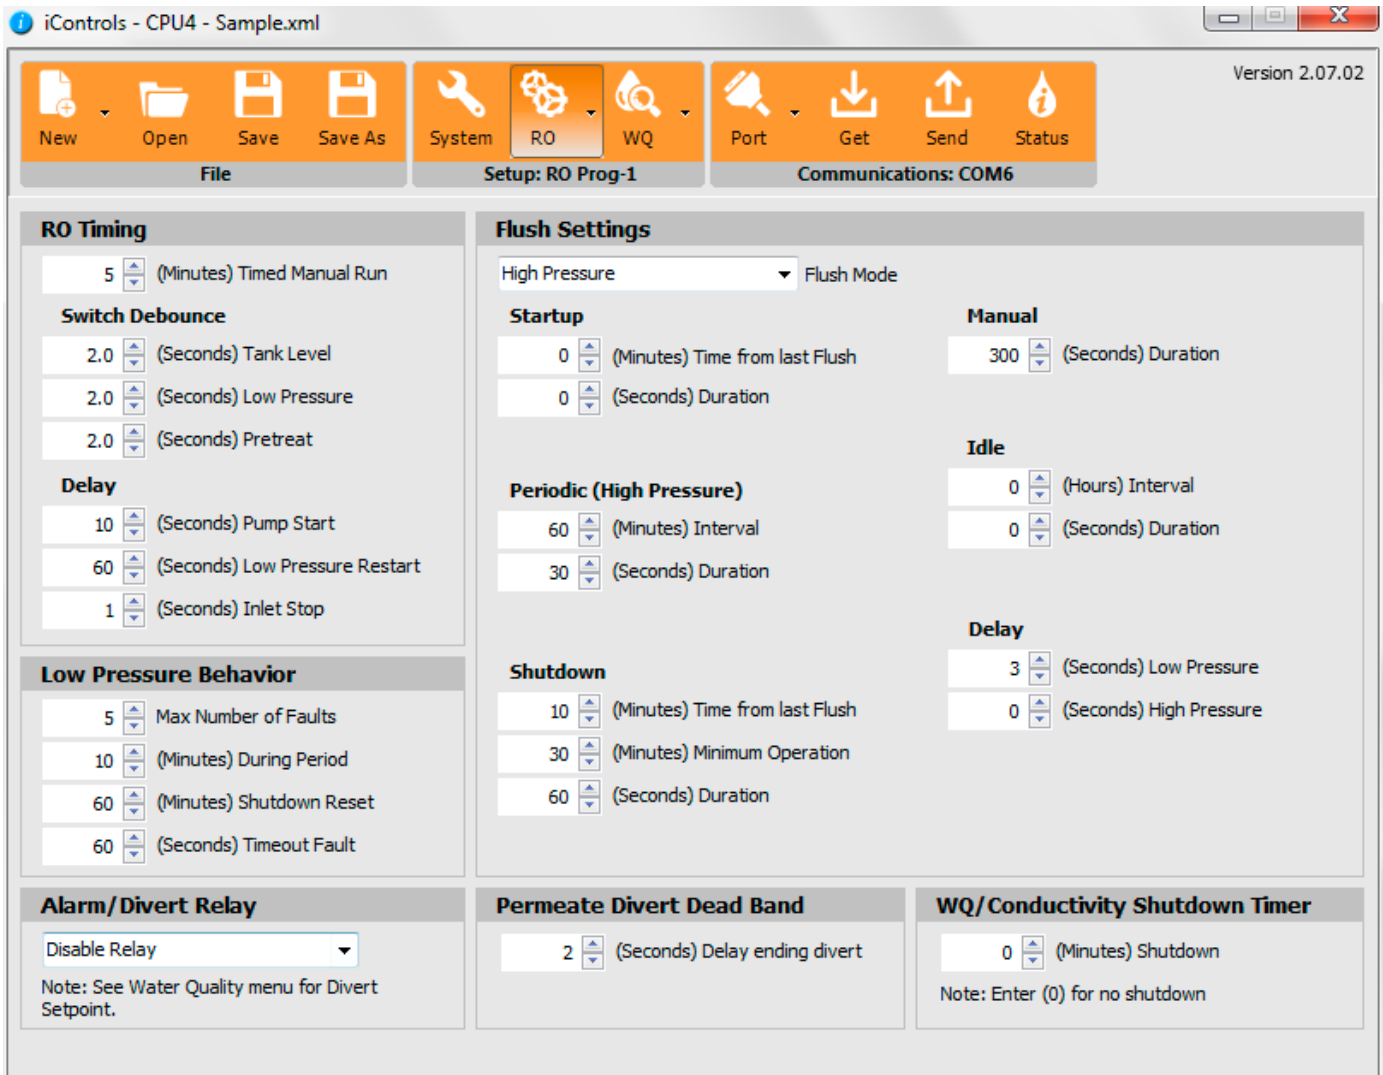 iControls - CPU4 - Sample.xml
Version 2.07.02
New Open Save Save As System RO WQ Port Get Send Status
File Setup: RO Prog-1 Communications: COM6
RO Timing
5 (Minutes) Timed Manual Run
Switch Debounce
2.0 (Seconds) Tank Level
2.0 (Seconds) Low Pressure
2.0 (Seconds) Pretreat
Delay
10 (Seconds) Pump Start
60 (Seconds) Low Pressure Restart
1 (Seconds) Inlet Stop
Low Pressure Behavior
5 Max Number of Faults
10 (Minutes) During Period
60 (Minutes) Shutdown Reset
60 (Seconds) Timeout Fault
Flush Settings
High Pressure Flush Mode
Startup
0 (Minutes) Time from last Flush
0 (Seconds) Duration
Periodic (High Pressure)
60 (Minutes) Interval
30 (Seconds) Duration
Shutdown
10 (Minutes) Time from last Flush
30 (Minutes) Minimum Operation
60 (Seconds) Duration
Manual
300 (Seconds) Duration
Idle
0 (Hours) Interval
0 (Seconds) Duration
Delay
3 (Seconds) Low Pressure
0 (Seconds) High Pressure
Alarm/Divert Relay
Disable Relay
Note: See Water Quality menu for Divert
Setpoint.
Permeate Divert Dead Band
2 (Seconds) Delay ending divert
WQ/Conductivity Shutdown Timer
0 (Minutes) Shutdown
Note: Enter (0) for no shutdown